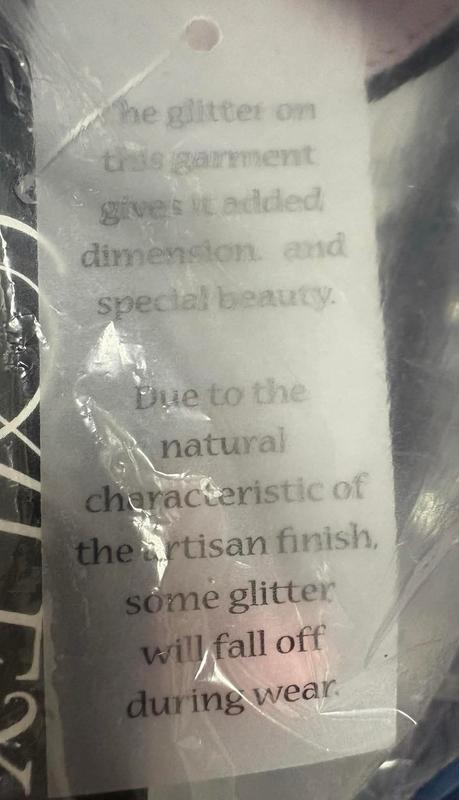 The glitter on
this garment
gives it added
dimension. and
special beauty.
Due to the
natural
characteristic of
the artisan finish,
some glitter
will fall off
during wear.